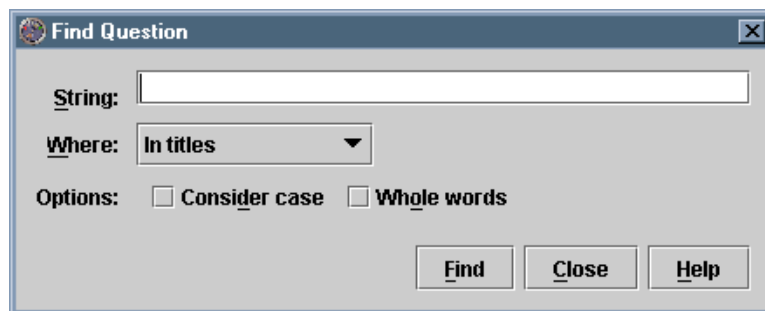 Find Question
String:
Where: In titles
Options: Consider case Whole words
Find Close Help